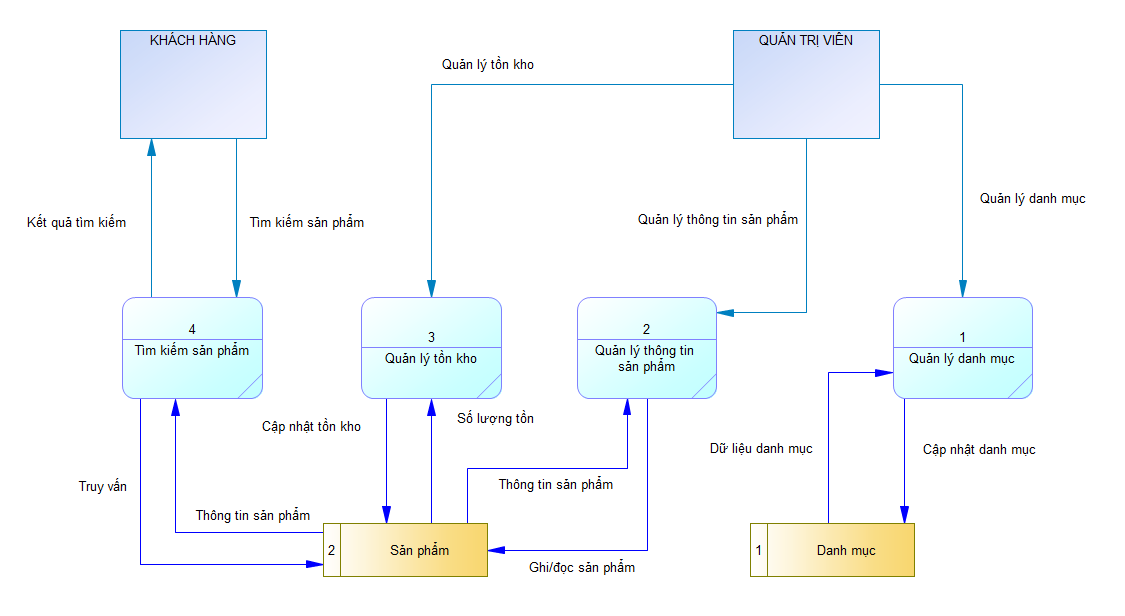 KHÁCH HÀNG
QUẢN TRỊ VIÊN
Quản lý tồn kho
Quản lý danh mục
Kết quả tìm kiếm
Tìm kiếm sản phẩm
Quản lý thông tin sản phẩm
4
Tìm kiếm sản phẩm
3
Quản lý tồn kho
2
Quản lý thông tin
sản phẩm
1
Quản lý danh mục
Cập nhật tồn kho
Số lượng tồn
Dữ liệu danh mục
Cập nhật danh mục
Truy vấn
Thông tin sản phẩm
Thông tin sản phẩm
2
Sản phẩm
1
Danh mục
Ghi/đọc sản phẩm